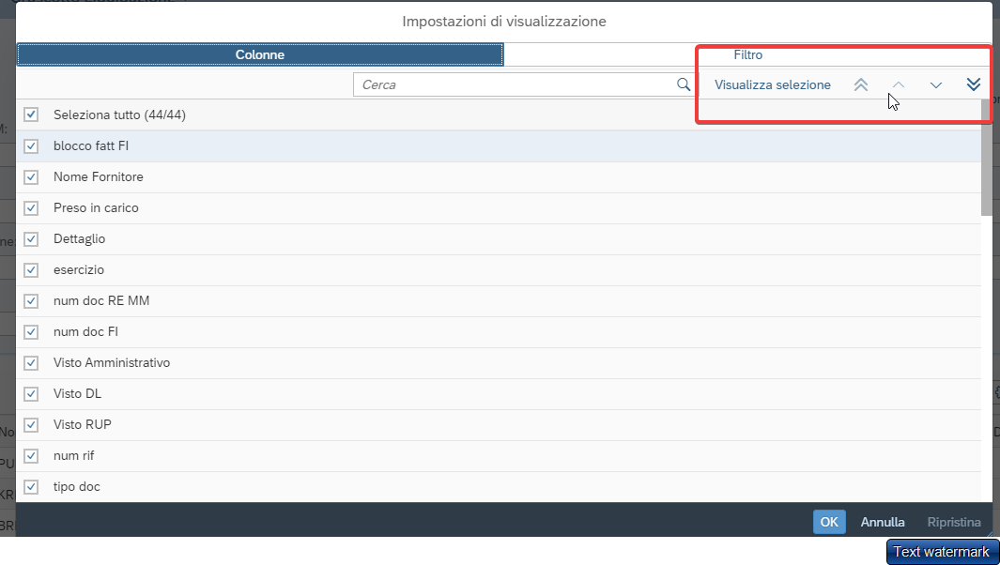 Impostazioni di visualizzazione
Colonne
Filtro
Cerca
Visualizza selezione
Seleziona tutto (44/44)
blocco fatt FI
Nome Fornitore
Preso in carico
Dettaglio
esercizio
num doc RE MM
num doc FI
Visto Amministrativo
Visto DL
Visto RUP
num rif
tipo doc
OK
Annulla
Ripristina
Text watermark